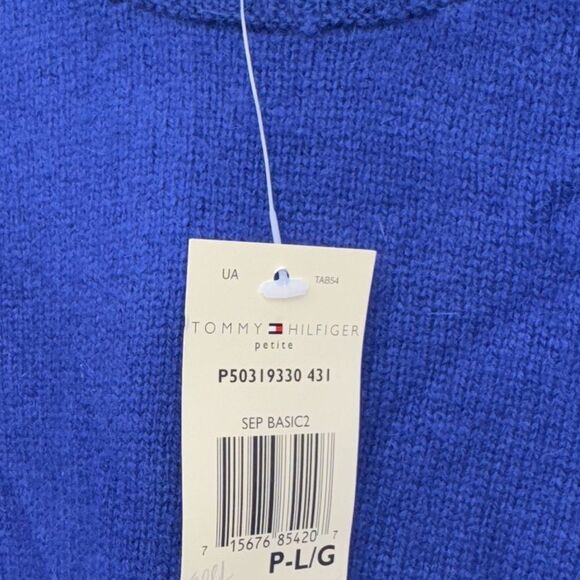 UA TAB54
TOMMY HILFIGER
petite
P50319330 431
SEP BASIC2
7 15676 85420 7
P-L/G